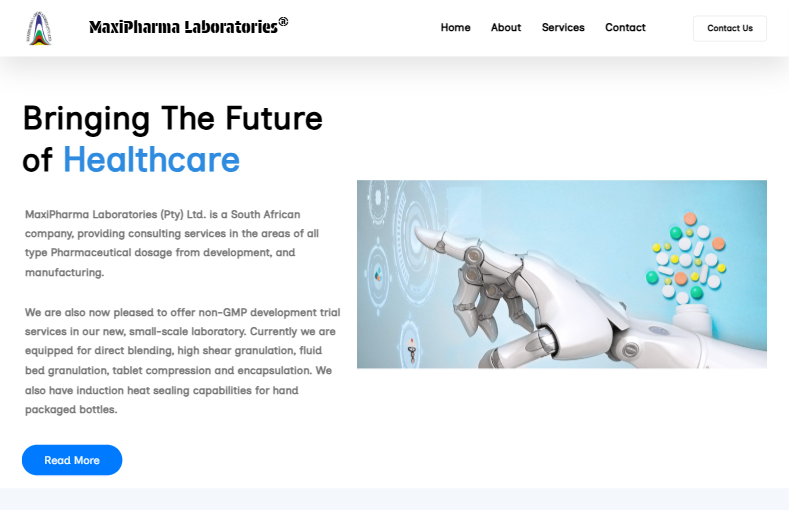 MaxiPharma Laboratories®
Home About Services Contact
Contact Us
Bringing The Future
of Healthcare
MaxiPharma Laboratories (Pty) Ltd. is a South African
company, providing consulting services in the areas of all
type Pharmaceutical dosage from development, and
manufacturing.
We are also now pleased to offer non-GMP development trial
services in our new, small-scale laboratory. Currently we are
equipped for direct blending, high shear granulation, fluid
bed granulation, tablet compression and encapsulation. We
also have induction heat sealing capabilities for hand
packaged bottles.
Read More